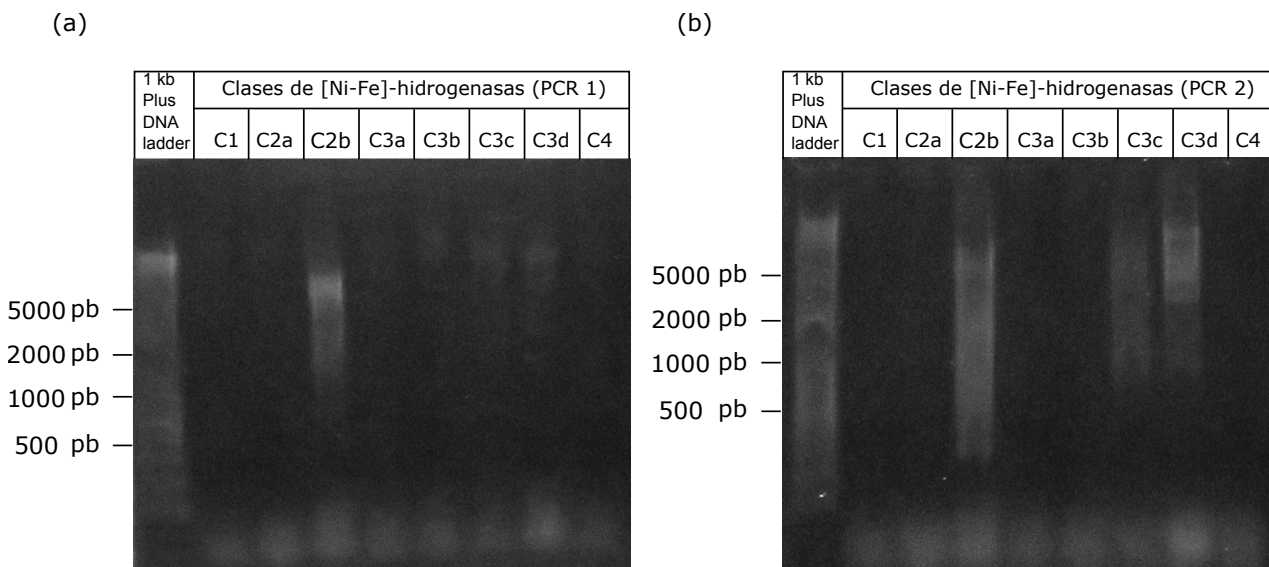 (a)
1 kb
Plus
DNA
ladder
Clases de [Ni-Fe]-hidrogenasas (PCR 1)
C1 C2a C2b C3a C3b C3c C3d C4
5000 pb
2000 pb
1000 pb
500 pb
(b)
1 kb
Plus
DNA
ladder
Clases de [Ni-Fe]-hidrogenasas (PCR 2)
C1 C2a C2b C3a C3b C3c C3d C4
5000 pb
2000 pb
1000 pb
500 pb